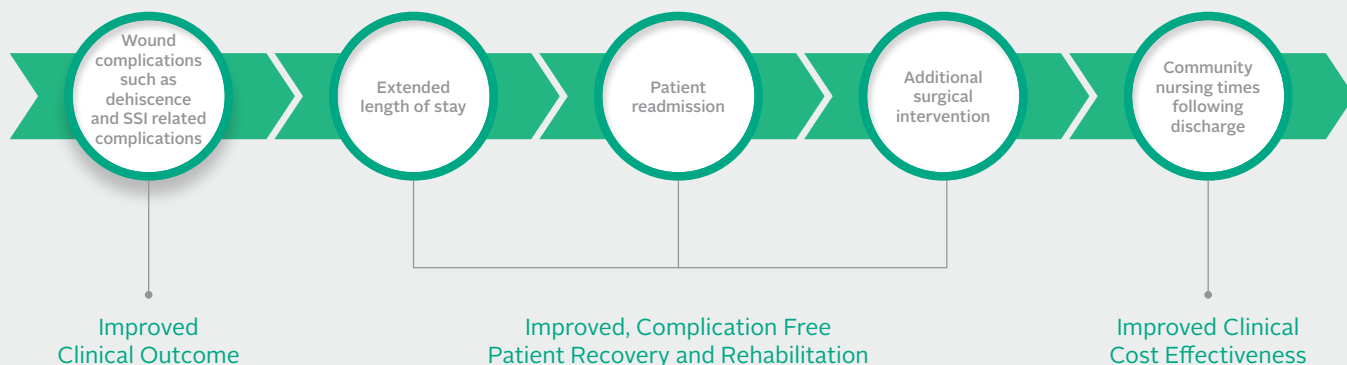 Wound
complications
such as
dehiscence
and SSI related
complications
Extended
length of stay
Patient
readmission
Additional
surgical
intervention
Community
nursing times
following
discharge
Improved
Clinical Outcome
Improved, Complication Free
Patient Recovery and Rehabilitation
Improved Clinical
Cost Effectiveness